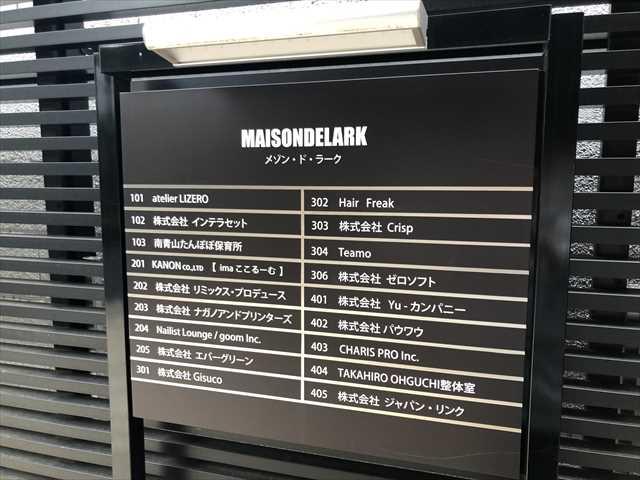 MAISONDELARK
メゾン・ド・ラーク
101 atelier LIZERO
102 株式会社 インテラセット
103 南青山たんぽぽ保育所
201 KANON CO.,LTD 【 ima ここるーむ 】
202 株式会社 リミックス・プロデュース
203 株式会社 ナガノアンドプリンターズ
204 Nailist Lounge / goom Inc.
205 株式会社 エバーグリーン
301 株式会社 Gisuco
302 Hair Freak
303 株式会社 Crisp
304 Teamo
306 株式会社 ゼロソフト
401 株式会社 Yu - カンパニー
402 株式会社 バウワウ
403 CHARIS PRO Inc.
404 TAKAHIRO OHGUCHI整体室
405 株式会社 ジャパン・リンク